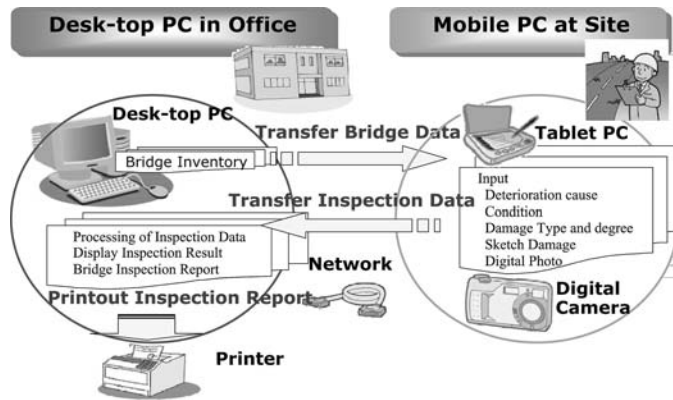 Desk-top PC in Office
Mobile PC at Site
Desk-top PC
Bridge Inventory
Transfer Bridge Data
Tablet PC
Transfer Inspection Data
Input
Deterioration cause
Condition
Damage Type and degree
Sketch Damage
Digital Photo
Processing of Inspection Data
Display Inspection Result
Bridge Inspection Report
Network
Printout Inspection Report
Digital
Camera
Printer